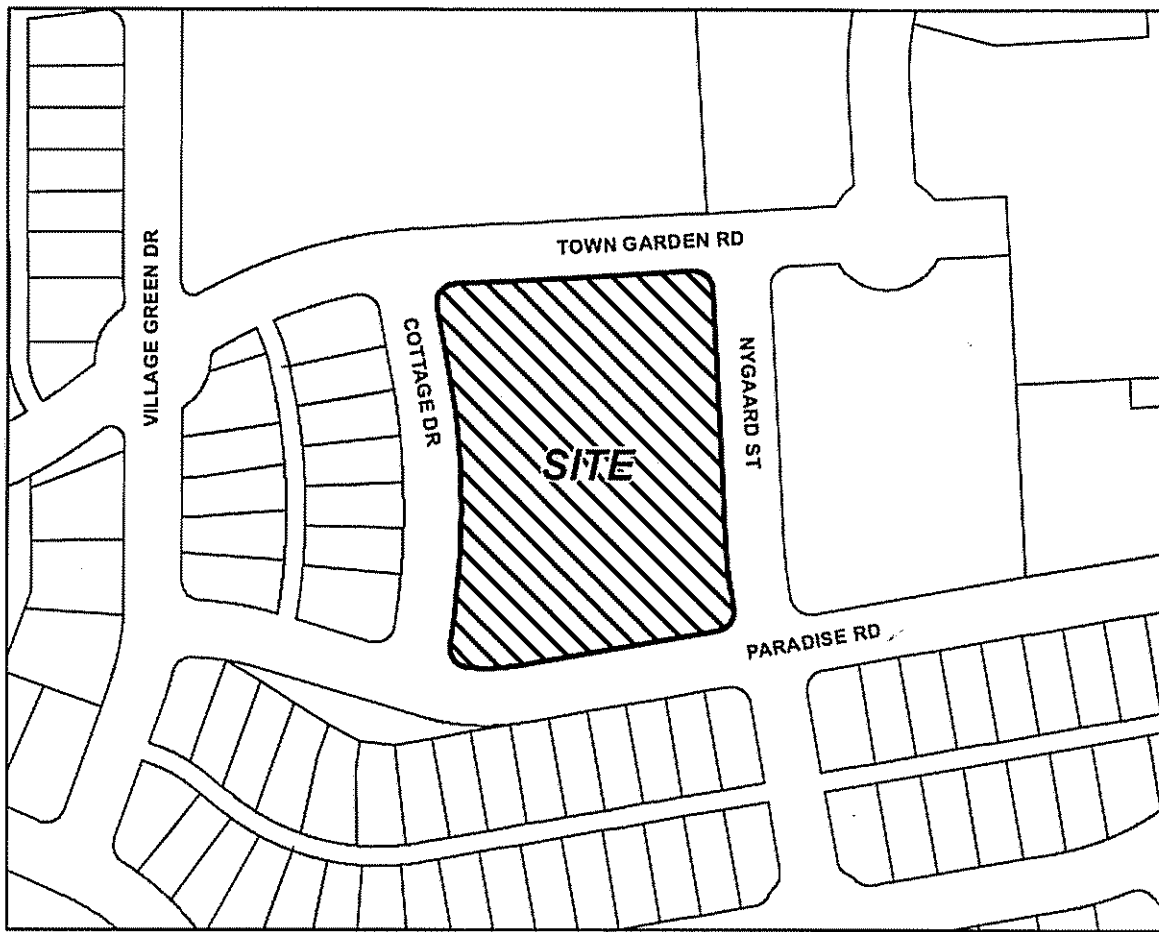 TOWN GARDEN RD
VILLAGE GREEN DR
COTTAGE DR
NYGAARD ST
SITE
PARADISE RD